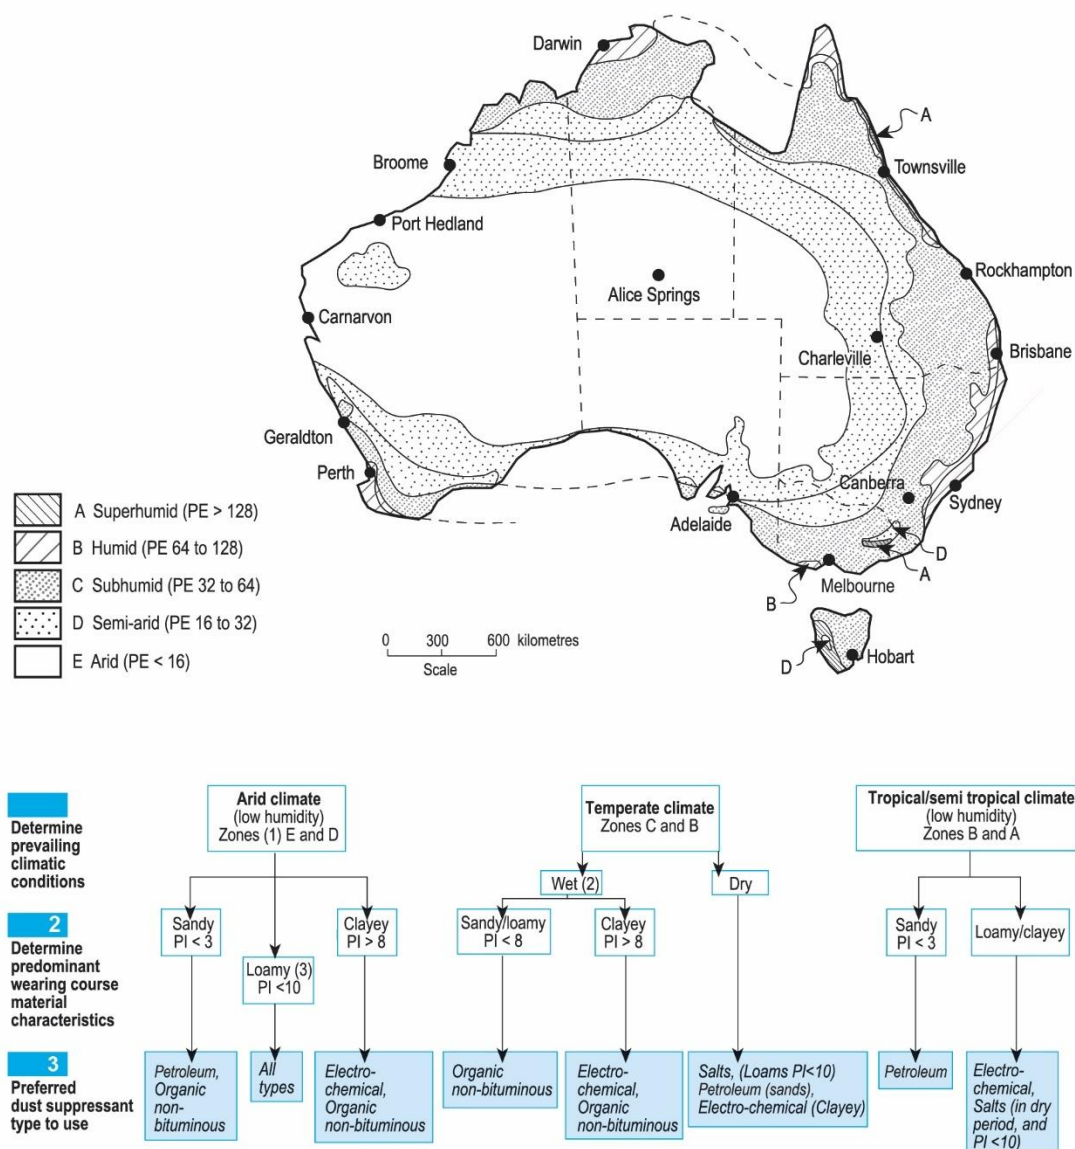 Darwin
A
Broome
Townsville
Port Hedland
Rockhampton
Alice Springs
Carnarvon
Charleville
Brisbane
Geraldton
Perth
Canberra
Sydney
Adelaide
D
A
Melbourne
B
D
Hobart
A Superhumid (PE > 128)
B Humid (PE 64 to 128)
C Subhumid (PE 32 to 64)
D Semi-arid (PE 16 to 32)
E Arid (PE < 16)
0 300 600 kilometres
Scale
Determine
prevailing
climatic
conditions
Arid climate
(low humidity)
Zones (1) E and D
Temperate climate
Zones C and B
Tropical/semi tropical climate
(low humidity)
Zones B and A
Wet (2)
Dry
2
Determine
predominant
wearing course
material
characteristics
Sandy
PI < 3
Loamy (3)
PI <10
Clayey
PI > 8
Sandy/loamy
PI < 8
Clayey
PI > 8
Sandy
PI < 3
Loamy/clayey
3
Preferred
dust suppressant
type to use
Petroleum,
Organic
non-
bituminous
All
types
Electro-
chemical,
Organic
non-bituminous
Organic
non-bituminous
Electro-
chemical,
Organic
non-bituminous
Salts, (Loams PI<10)
Petroleum (sands),
Electro-chemical (Clayey)
Petroleum
Electro-
chemical,
Salts (in dry
period, and
PI <10)